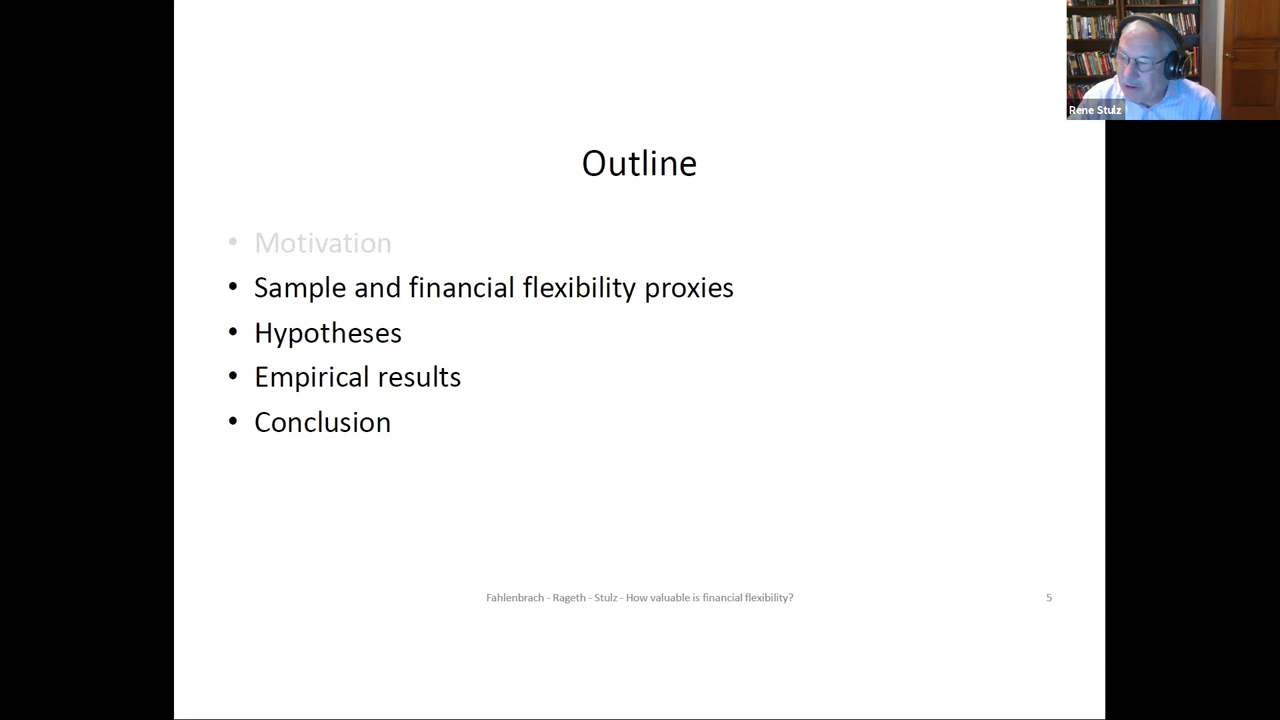 Rene Stulz
Outline
• Motivation
• Sample and financial flexibility proxies
• Hypotheses
• Empirical results
• Conclusion
Fahlenbrach - Rageth - Stulz - How valuable is financial flexibility?
5